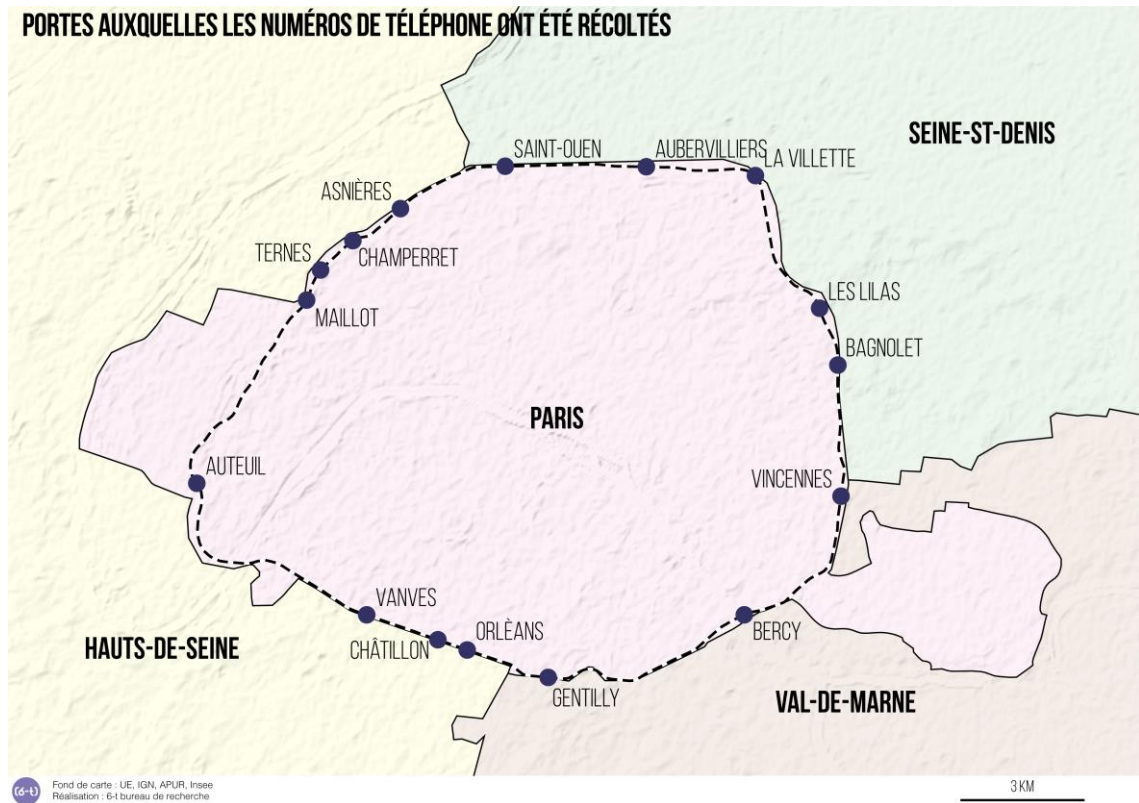 PORTES AUXQUELLES LES NUMÉROS DE TÉLÉPHONE ONT ÉTÉ RÉCOLTÉS
SEINE-ST-DENIS
SAINT-OUEN
AUBERVILLIERS
LA VILLETTE
ASNIÈRES
TERNES
CHAMPERRET
MAILLOT
LES LILAS
BAGNOLET
PARIS
AUTEUIL
VINCENNES
VANVES
CHÂTILLON
ORLÈANS
BERCY
HAUTS-DE-SEINE
GENTILLY
VAL-DE-MARNE
(6-t)
Fond de carte : UE, IGN, APUR, Insee
Réalisation : 6-t bureau de recherche
3 KM